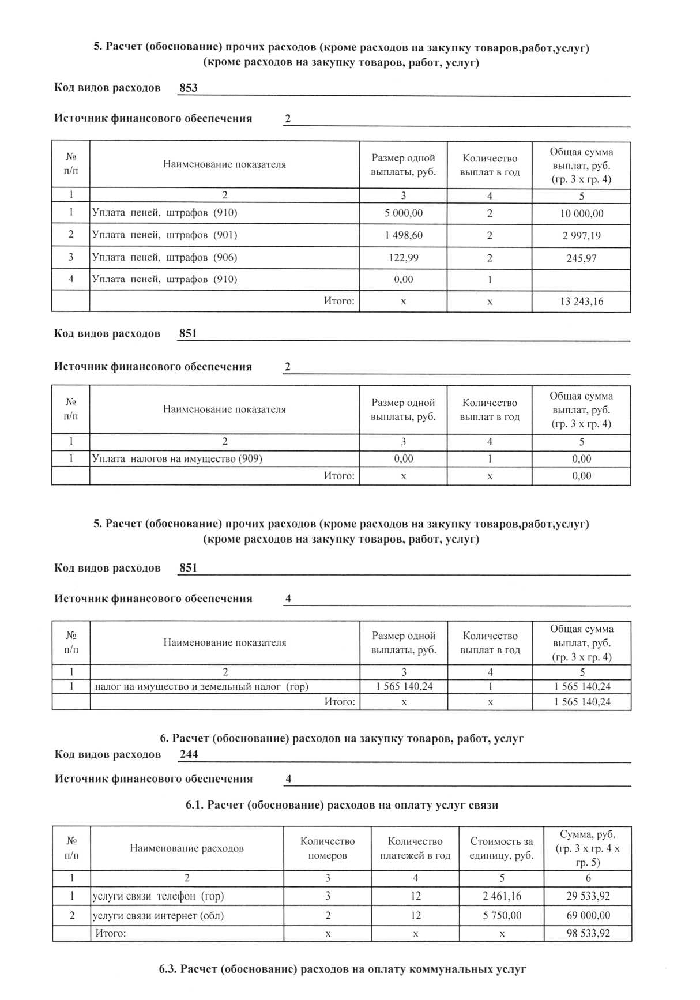 5. Расчет (обоснование) прочих расходов (кроме расходов на закупку товаров,работ,услуг)
(кроме расходов на закупку товаров, работ, услуг)
Код видов расходов 853
Источник финансового обеспечения 2
№ п/п Наименование показателя Размер одной выплаты, руб. Количество выплат в год Общая сумма выплат, руб. (гр. 3 х гр. 4)
1 2 3 4 5
1 Уплата пеней, штрафов (910) 5 000,00 2 10 000,00
2 Уплата пеней, штрафов (901) 1 498,60 2 2 997,19
3 Уплата пеней, штрафов (906) 122,99 2 245,97
4 Уплата пеней, штрафов (910) 0,00 1
Итого: х х 13 243,16
Код видов расходов 851
Источник финансового обеспечения 2
№ п/п Наименование показателя Размер одной выплаты, руб. Количество выплат в год Общая сумма выплат, руб. (гр. 3 х гр. 4)
1 2 3 4 5
1 Уплата налогов на имущество (909) 0,00 1 0,00
Итого: х х 0,00
5. Расчет (обоснование) прочих расходов (кроме расходов на закупку товаров,работ,услуг)
(кроме расходов на закупку товаров, работ, услуг)
Код видов расходов 851
Источник финансового обеспечения 4
№ п/п Наименование показателя Размер одной выплаты, руб. Количество выплат в год Общая сумма выплат, руб. (гр. 3 х гр. 4)
1 2 3 4 5
1 налог на имущество и земельный налог (гор) 1 565 140,24 1 1 565 140,24
Итого: х х 1 565 140,24
6. Расчет (обоснование) расходов на закупку товаров, работ, услуг
Код видов расходов 244
Источник финансового обеспечения 4
6.1. Расчет (обоснование) расходов на оплату услуг связи
№ п/п Наименование расходов Количество номеров Количество платежей в год Стоимость за единицу, руб. Сумма, руб. (гр. 3 х гр. 4 х гр. 5)
1 2 3 4 5 6
1 услуги связи телефон (гор) 3 12 2 461,16 29 533,92
2 услуги связи интернет (обл) 2 12 5 750,00 69 000,00
Итого: х х х 98 533,92
6.3. Расчет (обоснование) расходов на оплату коммунальных услуг